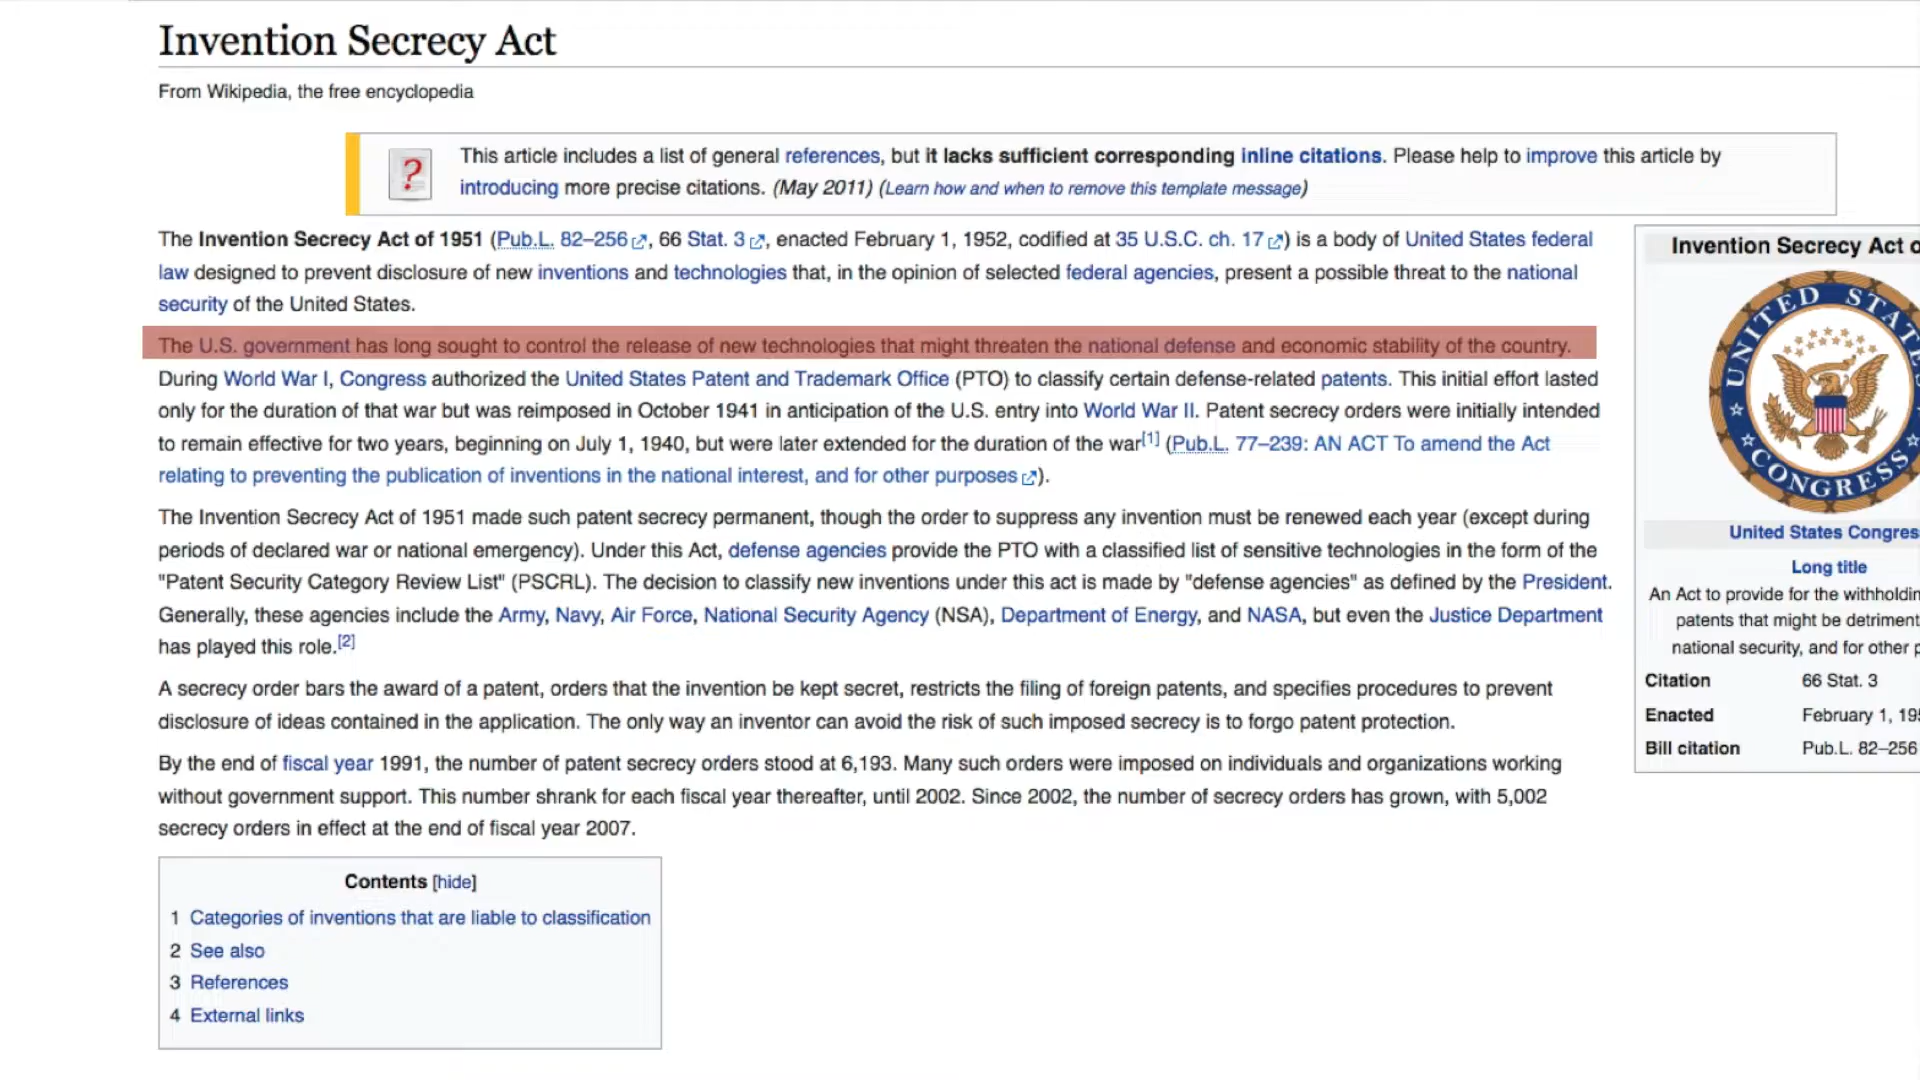 Invention Secrecy Act
From Wikipedia, the free encyclopedia
This article includes a list of general references, but it lacks sufficient corresponding inline citations. Please help to improve this article by
introducing more precise citations. (May 2011) (Learn how and when to remove this template message)
The Invention Secrecy Act of 1951 (Pub.L. 82–256, 66 Stat. 3, enacted February 1, 1952, codified at 35 U.S.C. ch. 17) is a body of United States federal
law designed to prevent disclosure of new inventions and technologies that, in the opinion of selected federal agencies, present a possible threat to the national
security of the United States.
The U.S. government has long sought to control the release of new technologies that might threaten the national defense and economic stability of the country.
During World War I, Congress authorized the United States Patent and Trademark Office (PTO) to classify certain defense-related patents. This initial effort lasted
only for the duration of that war but was reimposed in October 1941 in anticipation of the U.S. entry into World War II. Patent secrecy orders were initially intended
to remain effective for two years, beginning on July 1, 1940, but were later extended for the duration of the war[1] (Pub.L. 77–239: AN ACT To amend the Act
relating to preventing the publication of inventions in the national interest, and for other purposes).
The Invention Secrecy Act of 1951 made such patent secrecy permanent, though the order to suppress any invention must be renewed each year (except during
periods of declared war or national emergency). Under this Act, defense agencies provide the PTO with a classified list of sensitive technologies in the form of the
"Patent Security Category Review List" (PSCRL). The decision to classify new inventions under this act is made by "defense agencies" as defined by the President.
Generally, these agencies include the Army, Navy, Air Force, National Security Agency (NSA), Department of Energy, and NASA, but even the Justice Department
has played this role.[2]
A secrecy order bars the award of a patent, orders that the invention be kept secret, restricts the filing of foreign patents, and specifies procedures to prevent
disclosure of ideas contained in the application. The only way an inventor can avoid the risk of such imposed secrecy is to forgo patent protection.
By the end of fiscal year 1991, the number of patent secrecy orders stood at 6,193. Many such orders were imposed on individuals and organizations working
without government support. This number shrank for each fiscal year thereafter, until 2002. Since 2002, the number of secrecy orders has grown, with 5,002
secrecy orders in effect at the end of fiscal year 2007.
Contents [hide]
1 Categories of inventions that are liable to classification
2 See also
3 References
4 External links
Invention Secrecy Act o
UNITED STATES
CONGRESS
United States Congres
Long title
An Act to provide for the withholdin
patents that might be detriment
national security, and for other p
Citation 66 Stat. 3
Enacted February 1, 195
Bill citation Pub.L. 82–256